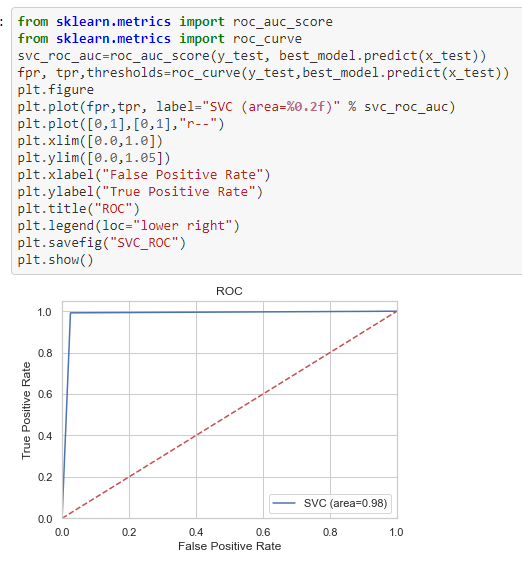 :
from sklearn.metrics import roc_auc_score
from sklearn.metrics import roc_curve
svc_roc_auc=roc_auc_score(y_test, best_model.predict(x_test))
fpr, tpr,thresholds=roc_curve(y_test,best_model.predict(x_test))
plt.figure
plt.plot(fpr,tpr, label="SVC (area=%0.2f)" % svc_roc_auc)
plt.plot([0,1],[0,1],"r--")
plt.xlim([0.0,1.0])
plt.ylim([0.0,1.05])
plt.xlabel("False Positive Rate")
plt.ylabel("True Positive Rate")
plt.title("ROC")
plt.legend(loc="lower right")
plt.savefig("SVC_ROC")
plt.show()
ROC
True Positive Rate
1.0
0.8
0.6
0.4
0.2
0.0
SVC (area=0.98)
0.0 0.2 0.4 0.6 0.8 1.0
False Positive Rate